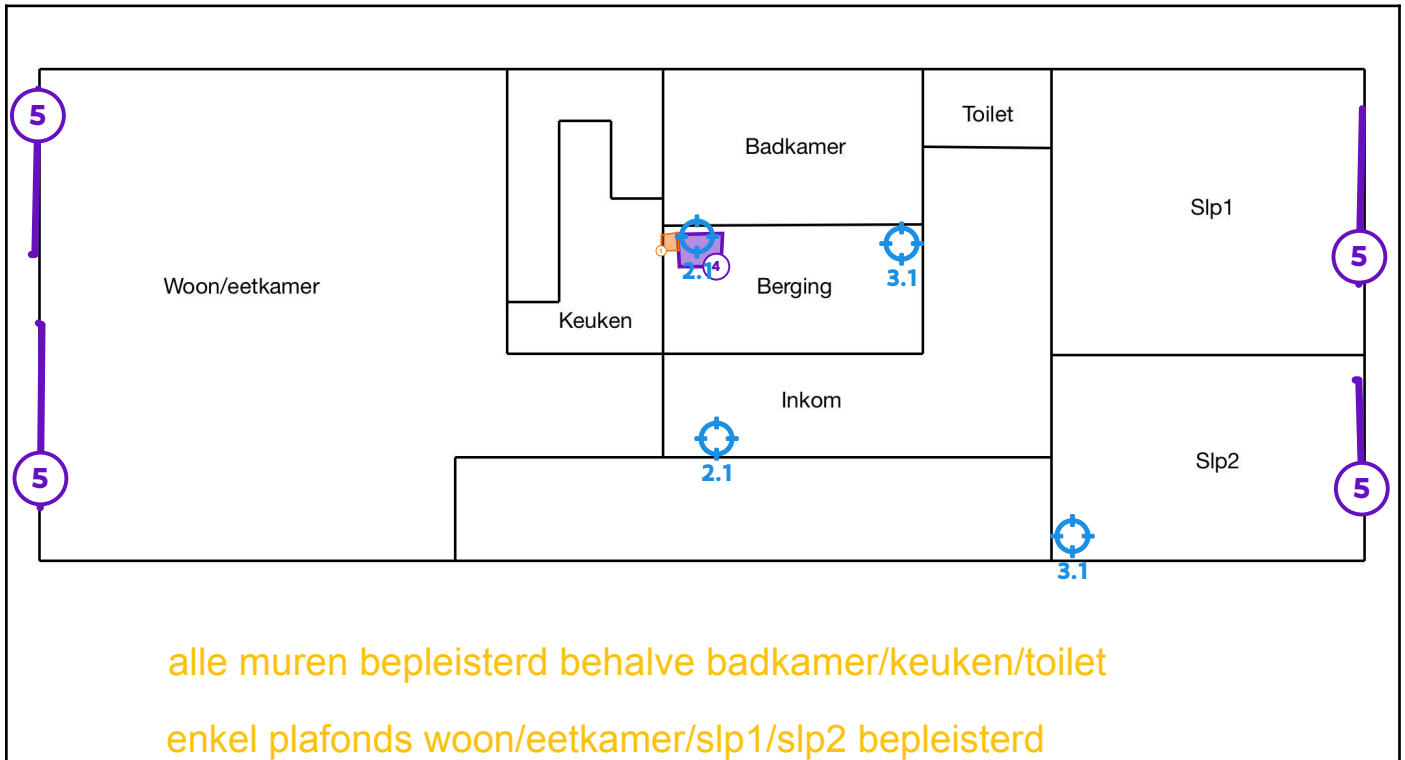 5
Toilet
Badkamer
Slp1
2.1
4
3.1
5
Woon/eetkamer
Berging
Keuken
Inkom
2.1
Slp2
5
5
3.1
alle muren bepleisterd behalve badkamer/keuken/toilet
enkel plafonds woon/eetkamer/slp1/slp2 bepleisterd